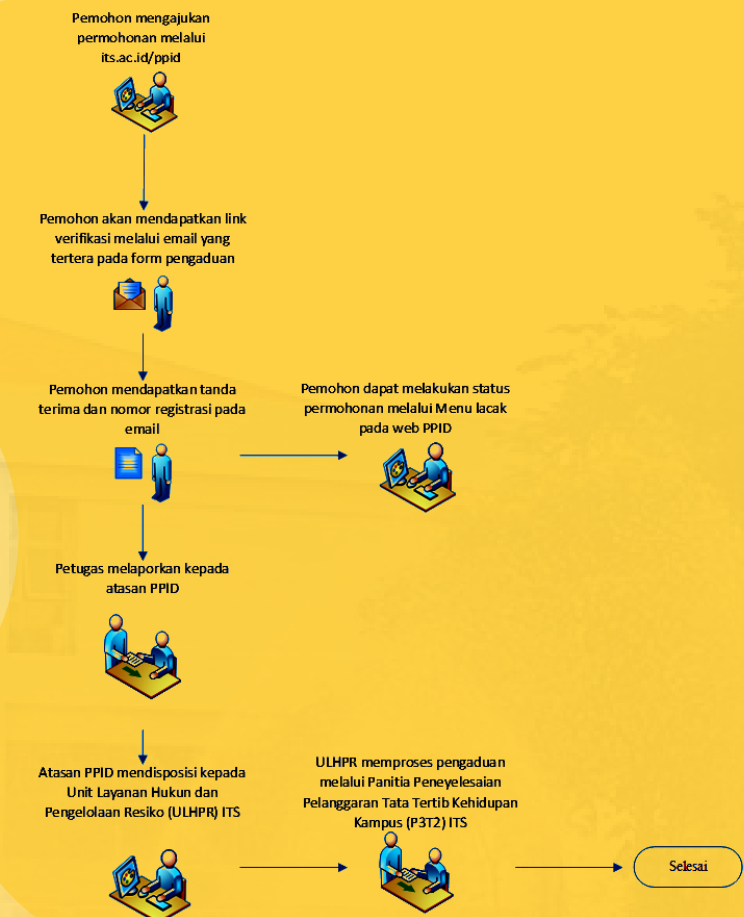 Pemohon mengajukan
permohonan melalui
its.ac.id/ppid
Pemohon akan mendapatkan link
verifikasi melalui email yang
tertera pada form pengaduan
Pemohon mendapatkan tanda
terima dan nomor registrasi pada
email
Pemohon dapat melakukan status
permohonan melalui Menu lacak
pada web PPID
Petugas melaporkan kepada
atasan PPID
Atasan PPID mendisposisi kepada
Unit Layanan Hukun dan
Pengelolaan Resiko (ULHPR) ITS
ULHPR memproses pengaduan
melalui Panitia Peneyelesaian
Pelanggaran Tata Tertib Kehidupan
Kampus (P3T2) ITS
Selesai